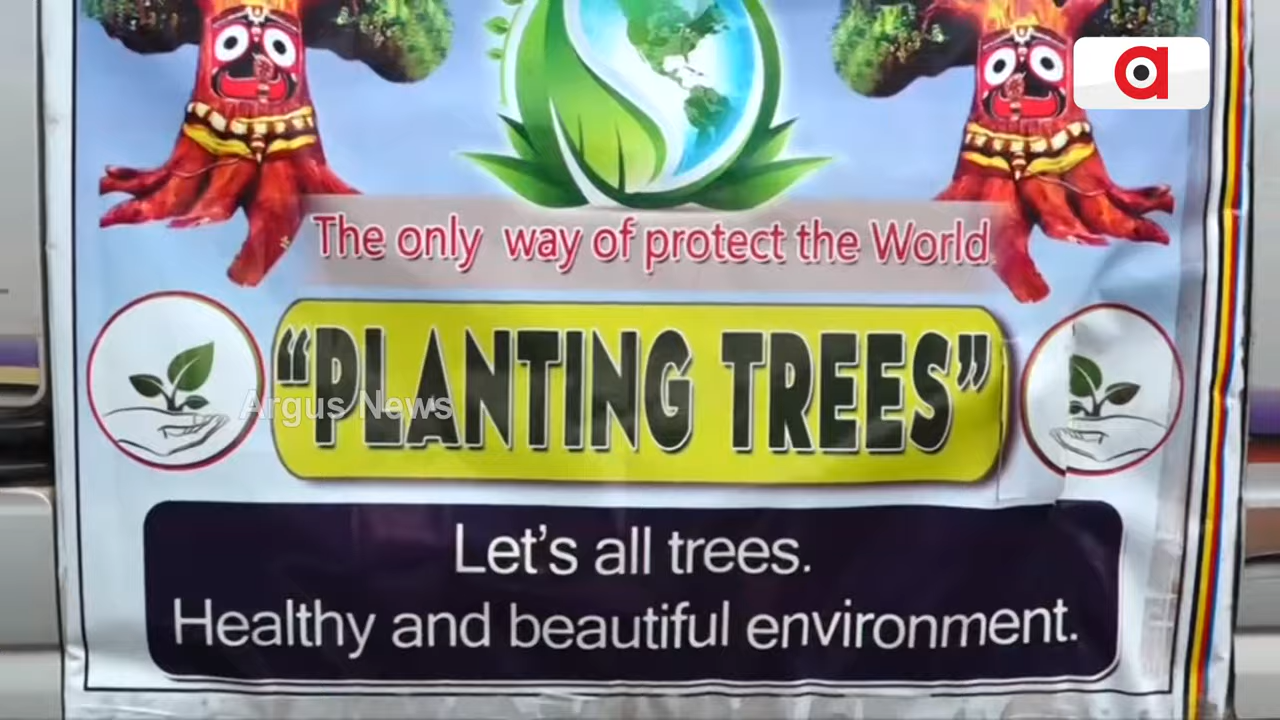 a
The only way of protect the World.
“PLANTING TREES”
Argus News
Let’s all trees.
Healthy and beautiful environment.